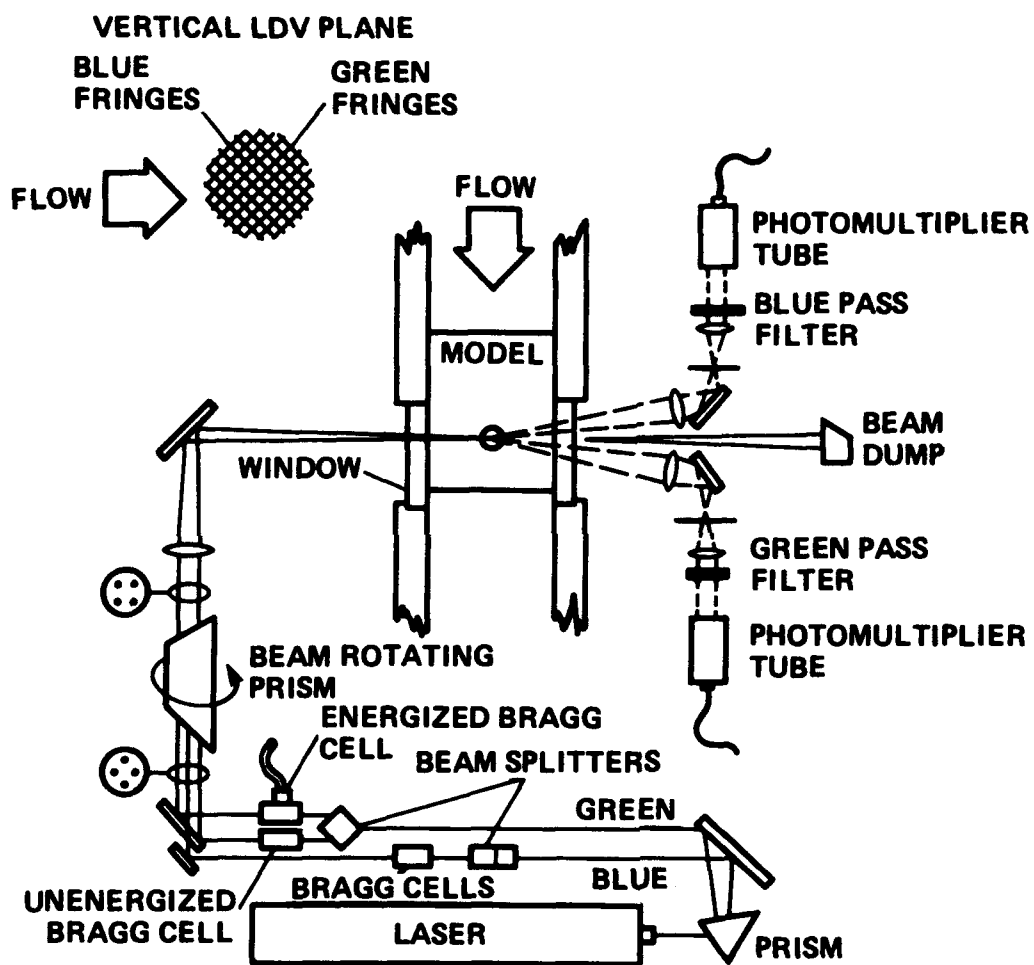 VERTICAL LDV PLANE
BLUE
FRINGES
GREEN
FRINGES
FLOW
FLOW
PHOTOMULTIPLIER
TUBE
BLUE PASS
FILTER
MODEL
BEAM
DUMP
WINDOW
GREEN PASS
FILTER
PHOTOMULTIPLIER
TUBE
BEAM ROTATING
PRISM
ENERGIZED BRAGG
CELL
BEAM SPLITTERS
GREEN
BLUE
BRAGG CELLS
UNENERGIZED
BRAGG CELL
LASER
PRISM